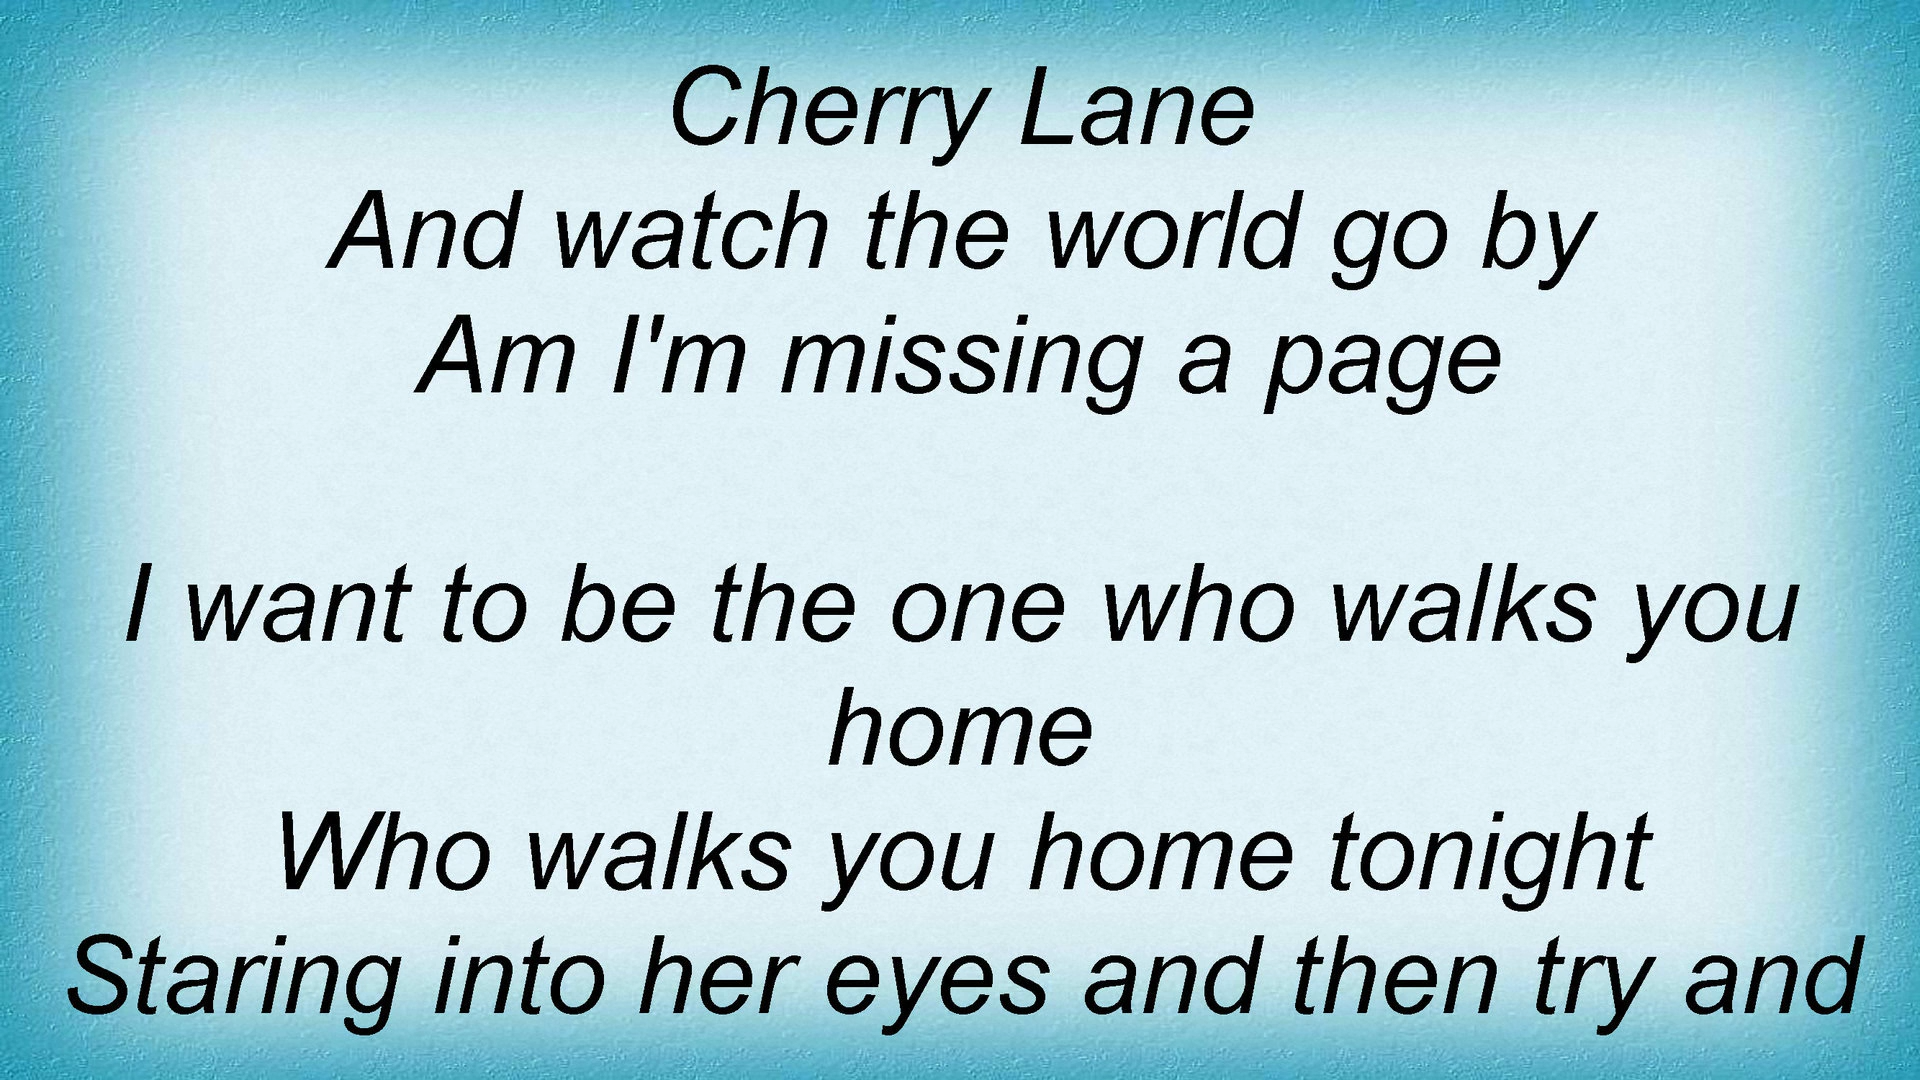 Cherry Lane
And watch the world go by
Am I'm missing a page
I want to be the one who walks you
home
Who walks you home tonight
Staring into her eyes and then try and